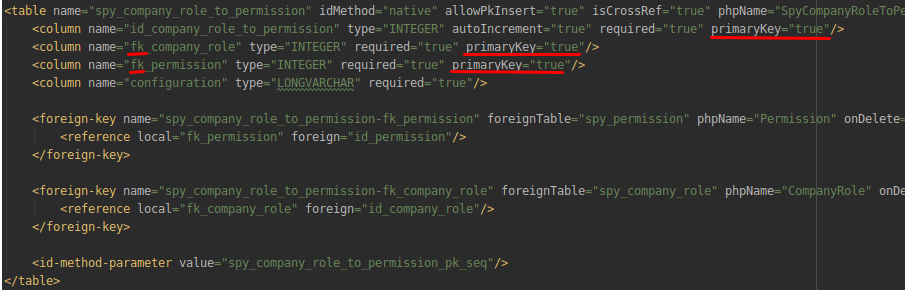 <table name="spy_company_role_to_permission" idMethod="native" allowPkInsert="true" isCrossRef="true" phpName="SpyCompanyRoleToPe
<column name="id_company_role_to_permission" type="INTEGER" autoIncrement="true" required="true" primaryKey="true"/>
<column name="fk_company_role" type="INTEGER" required="true" primaryKey="true"/>
<column name="fk_permission" type="INTEGER" required="true" primaryKey="true"/>
<column name="configuration" type="LONGVARCHAR" required="true"/>
<foreign-key name="spy_company_role_to_permission-fk_permission" foreignTable="spy_permission" phpName="Permission" onDelete=
<reference local="fk_permission" foreign="id_permission"/>
</foreign-key>
<foreign-key name="spy_company_role_to_permission-fk_company_role" foreignTable="spy_company_role" phpName="CompanyRole" onDe
<reference local="fk_company_role" foreign="id_company_role"/>
</foreign-key>
<id-method-parameter value="spy_company_role_to_permission_pk_seq"/>
</table>